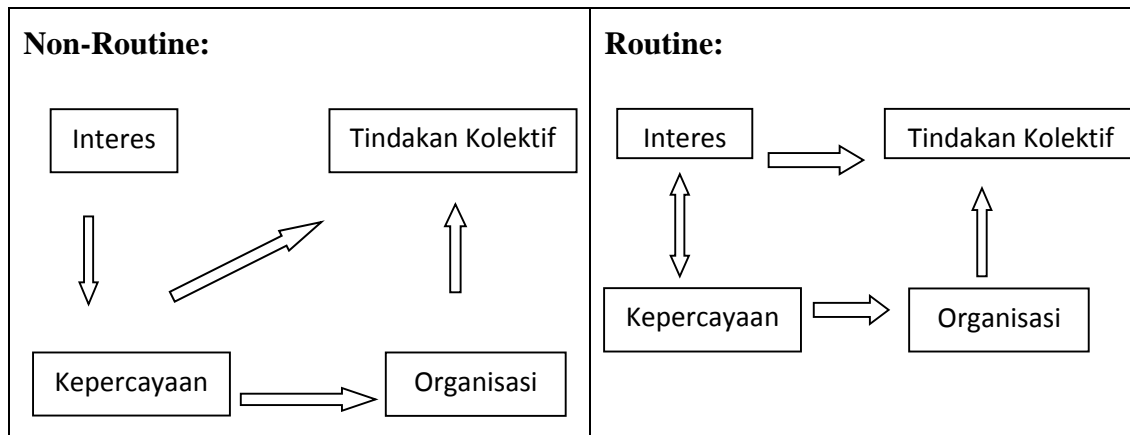 Non-Routine:
Interes
Tindakan Kolektif
Kepercayaan
Organisasi
Routine:
Interes
Tindakan Kolektif
Kepercayaan
Organisasi